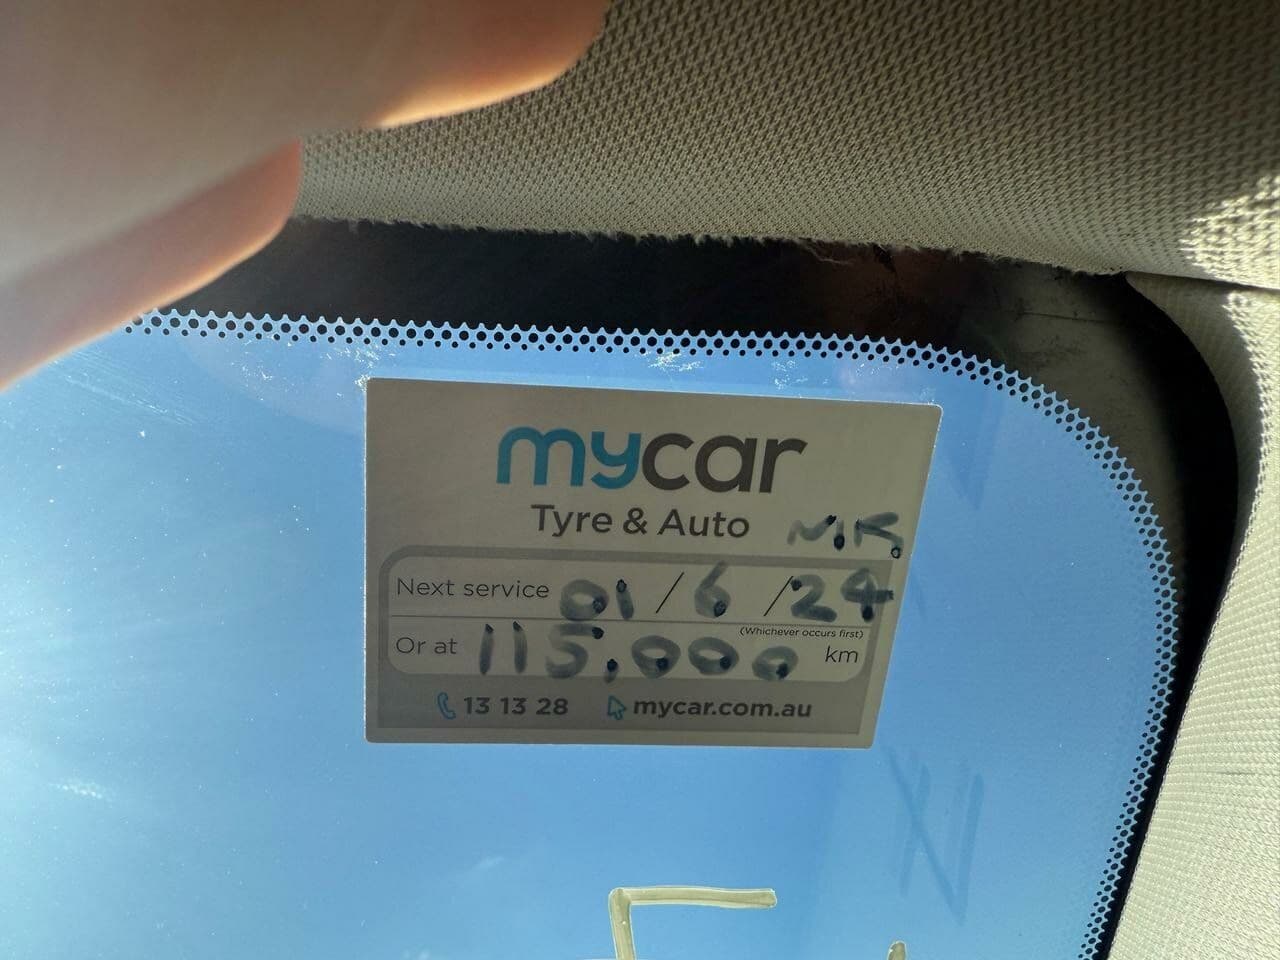 mycar
Tyre & Auto M.K.
Next service 01/6/24
(Whichever occurs first)
Or at 115,000 km
13 13 28 mycar.com.au